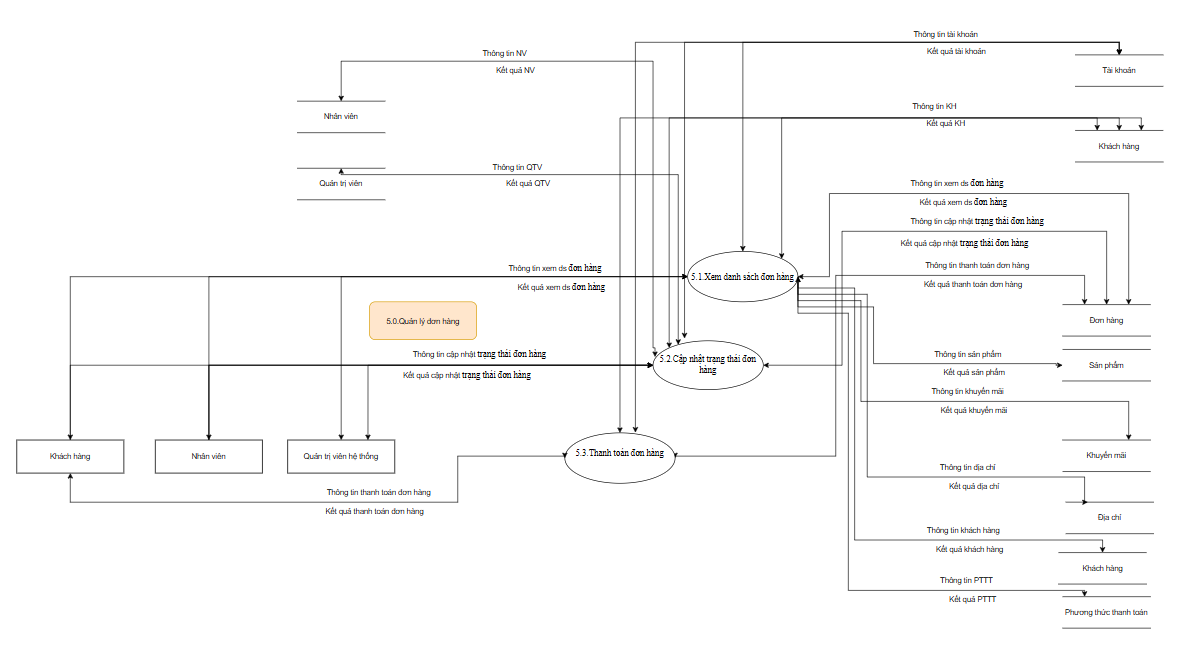 Thông tin tài khoản
Kết quả tài khoản
Tài khoản
Thông tin NV
Kết quả NV
Nhân viên
Thông tin KH
Kết quả KH
Khách hàng
Thông tin QTV
Kết quả QTV
Quản trị viên
Thông tin xem ds đơn hàng
Kết quả xem ds đơn hàng
Thông tin cập nhật trạng thái đơn hàng
Kết quả cập nhật trạng thái đơn hàng
Thông tin thanh toán đơn hàng
Kết quả thanh toán đơn hàng
Thông tin xem ds đơn hàng
Kết quả xem ds đơn hàng
5.1.Xem danh sách đơn hàng
5.0.Quản lý đơn hàng
Đơn hàng
Thông tin cập nhật trạng thái đơn hàng
Kết quả cập nhật trạng thái đơn hàng
5.2.Cập nhật trạng thái đơn
hàng
Thông tin sản phẩm
Kết quả sản phẩm
Sản phẩm
Thông tin khuyến mãi
Kết quả khuyến mãi
Khách hàng
Nhân viên
Quản trị viên hệ thống
5.3.Thanh toán đơn hàng
Khuyến mãi
Thông tin địa chỉ
Kết quả địa chỉ
Địa chỉ
Thông tin thanh toán đơn hàng
Kết quả thanh toán đơn hàng
Thông tin khách hàng
Kết quả khách hàng
Khách hàng
Thông tin PTTT
Kết quả PTTT
Phương thức thanh toán